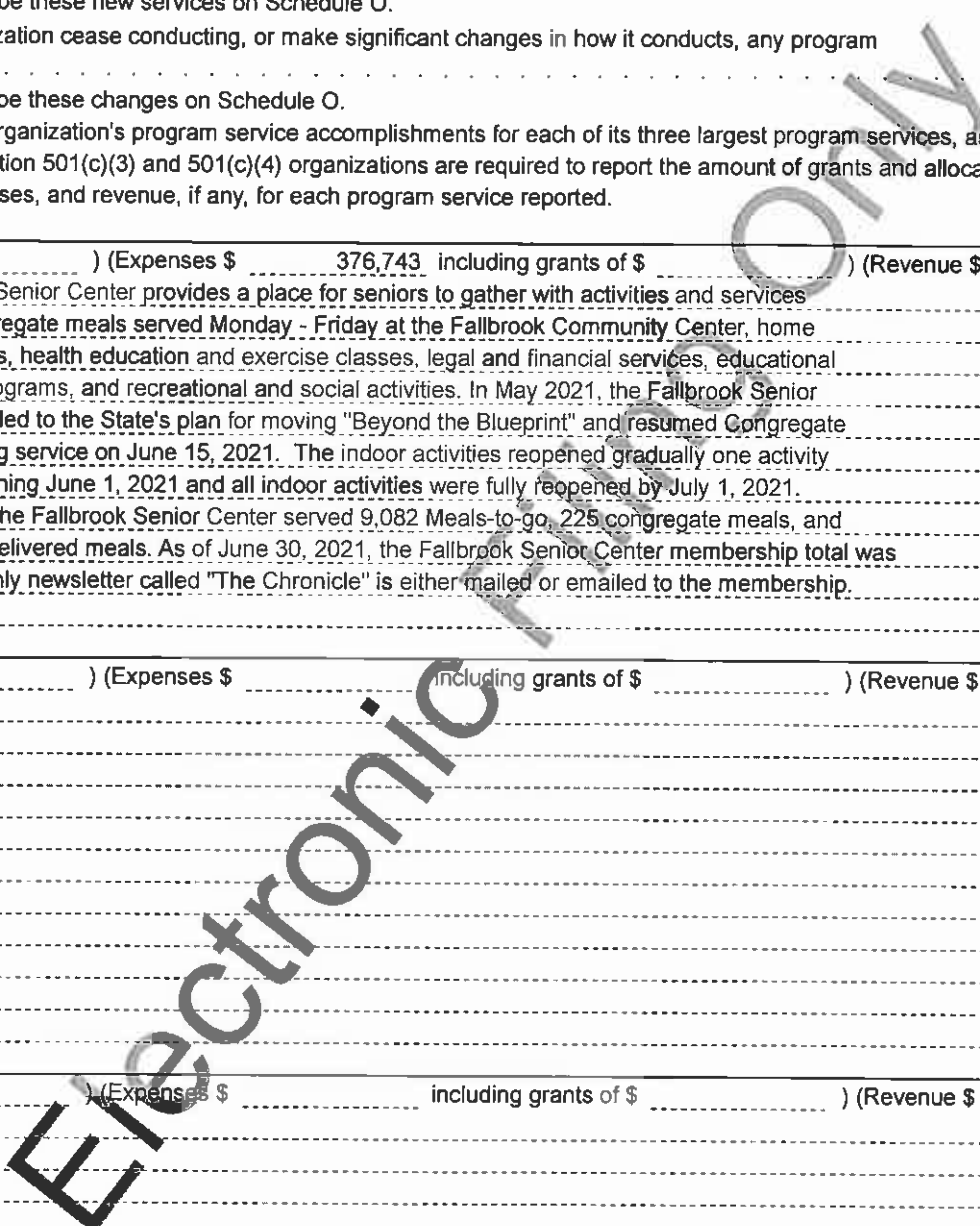 be these new services on Schedule O.
zation cease conducting, or make significant changes in how it conducts, any program
be these changes on Schedule O.
rganization's program service accomplishments for each of its three largest program services, a
tion 501(c)(3) and 501(c)(4) organizations are required to report the amount of grants and alloca
ses, and revenue, if any, for each program service reported.
) (Expenses $ 376,743 including grants of $ ) (Revenue $
Senior Center provides a place for seniors to gather with activities and services
regate meals served Monday - Friday at the Fallbrook Community Center, home
s, health education and exercise classes, legal and financial services, educational
ograms, and recreational and social activities. In May 2021, the Fallbrook Senior
led to the State's plan for moving "Beyond the Blueprint" and resumed Congregate
g service on June 15, 2021. The indoor activities reopened gradually one activity
ning June 1, 2021 and all indoor activities were fully reopened by July 1, 2021.
he Fallbrook Senior Center served 9,082 Meals-to-go, 225 congregate meals, and
elivered meals. As of June 30, 2021, the Fallbrook Senior Center membership total was
nly newsletter called "The Chronicle" is either mailed or emailed to the membership.
) (Expenses $ including grants of $ ) (Revenue $
) (Expenses $ including grants of $ ) (Revenue $
Electronic Filing Only